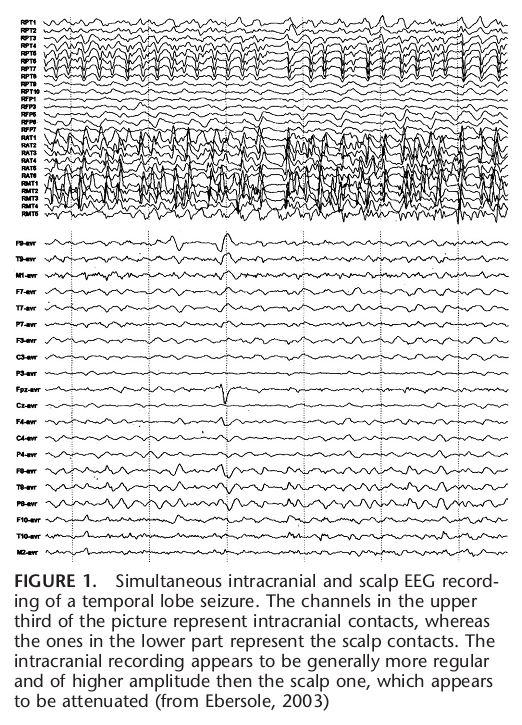 RPT1
RPT2
RPT3
RPT4
RPT5
RPT6
RPT7
RPT8
RPT9
RPT10
RFP1
RFP3
RFP5
RFP6
RFP7
RAT1
RAT2
RAT3
RAT4
RAT5
RAT6
RMT1
RMT2
RMT3
RMT4
RMT5
F9-avr
T9-avr
M1-avr
F7-avr
T7-avr
P7-avr
F3-avr
C3-avr
P3-avr
Fpz-avr
Cz-avr
F4-avr
C4-avr
P4-avr
F8-avr
T8-avr
P8-avr
F10-avr
T10-avr
M2-avr
FIGURE 1. Simultaneous intracranial and scalp EEG record-
ing of a temporal lobe seizure. The channels in the upper
third of the picture represent intracranial contacts, whereas
the ones in the lower part represent the scalp contacts. The
intracranial recording appears to be generally more regular
and of higher amplitude then the scalp one, which appears
to be attenuated (from Ebersole, 2003)